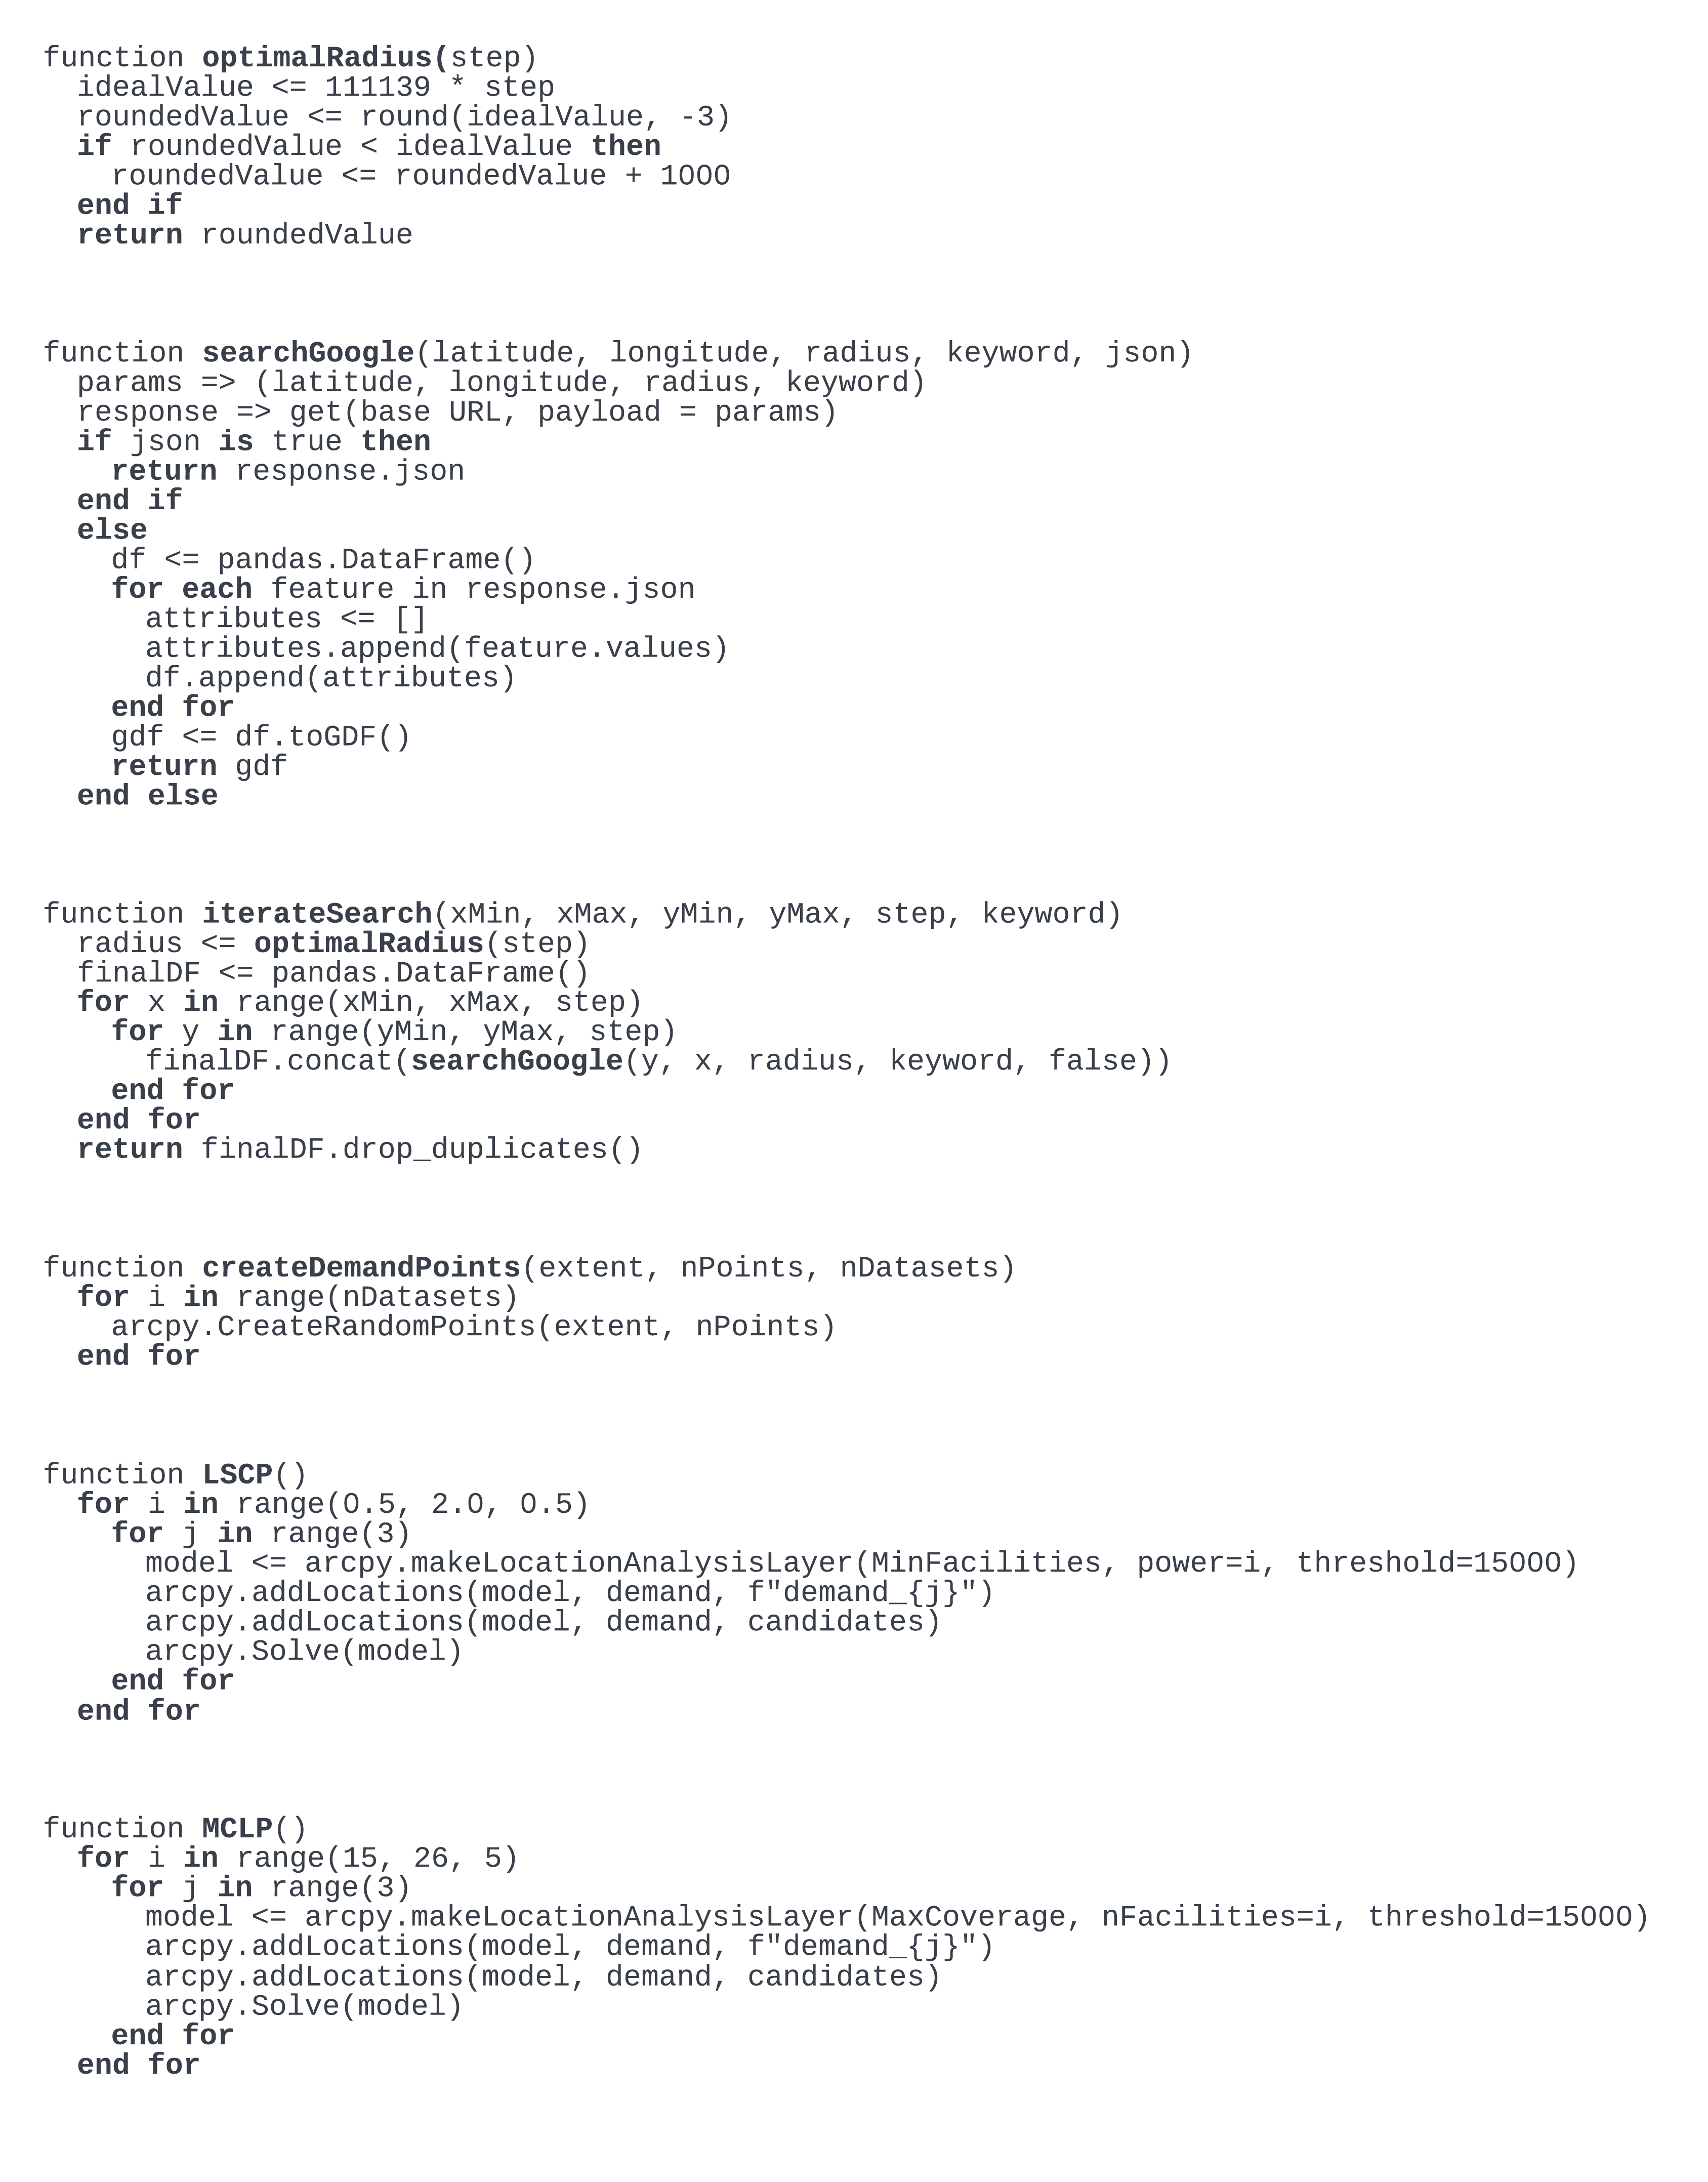 function optimalRadius(step)
idealValue <= 111139 * step
roundedValue <= round(idealValue, -3)
if roundedValue < idealValue then
roundedValue <= roundedValue + 1000
end if
return roundedValue
function searchGoogle(latitude, longitude, radius, keyword, json)
params => (latitude, longitude, radius, keyword)
response => get(base URL, payload = params)
if json is true then
return response.json
end if
else
df <= pandas.DataFrame()
for each feature in response.json
attributes <= []
attributes.append(feature.values)
df.append(attributes)
end for
gdf <= df.toGDF()
return gdf
end else
function iterateSearch(xMin, xMax, yMin, yMax, step, keyword)
radius <= optimalRadius(step)
finalDF <= pandas.DataFrame()
for x in range(xMin, xMax, step)
for y in range(yMin, yMax, step)
finalDF.concat(searchGoogle(y, x, radius, keyword, false))
end for
end for
return finalDF.drop_duplicates()
function createDemandPoints(extent, nPoints, nDatasets)
for i in range(nDatasets)
arcpy.CreateRandomPoints(extent, nPoints)
end for
function LSCP()
for i in range(0.5, 2.0, 0.5)
for j in range(3)
model <= arcpy.makeLocationAnalysisLayer(MinFacilities, power=i, threshold=15000)
arcpy.addLocations(model, demand, f"demand_{j}")
arcpy.addLocations(model, demand, candidates)
arcpy.Solve(model)
end for
end for
function MCLP()
for i in range(15, 26, 5)
for j in range(3)
model <= arcpy.makeLocationAnalysisLayer(MaxCoverage, nFacilities=i, threshold=15000)
arcpy.addLocations(model, demand, f"demand_{j}")
arcpy.addLocations(model, demand, candidates)
arcpy.Solve(model)
end for
end for